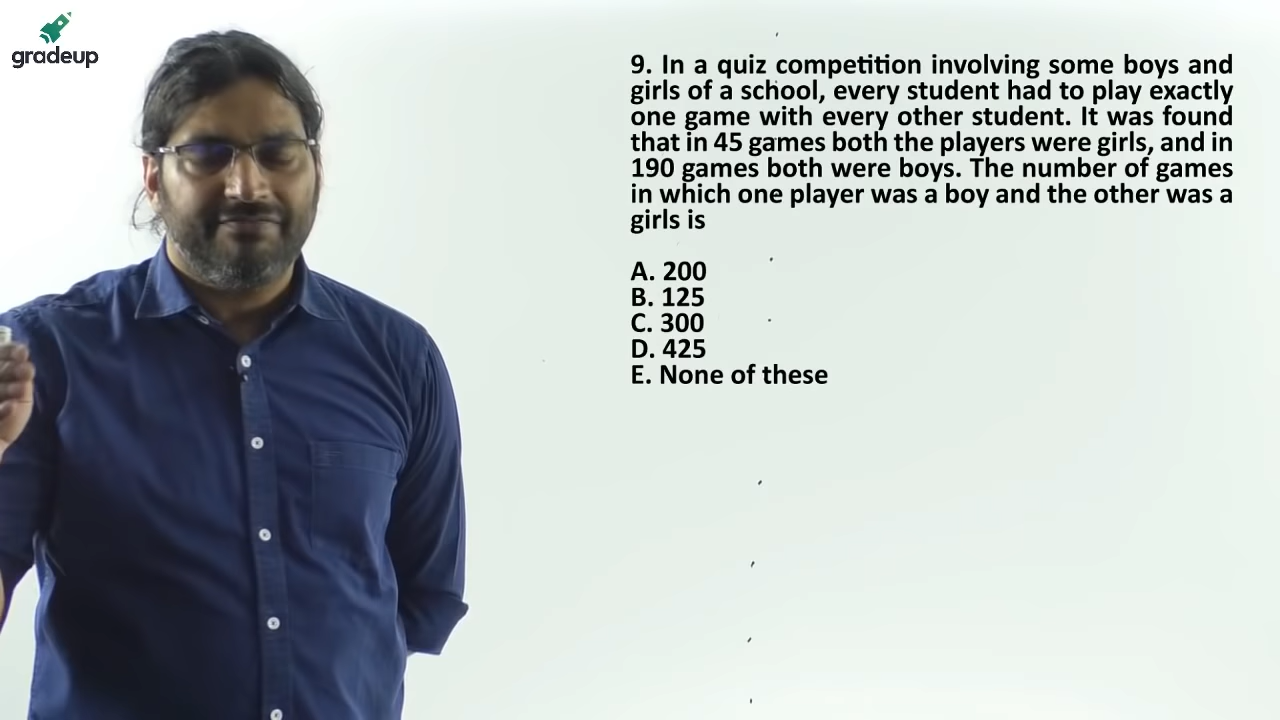 gradeup
9. In a quiz competition involving some boys and
girls of a school, every student had to play exactly
one game with every other student. It was found
that in 45 games both the players were girls, and in
190 games both were boys. The number of games
in which one player was a boy and the other was a
girls is
A. 200
B. 125
C. 300
D. 425
E. None of these